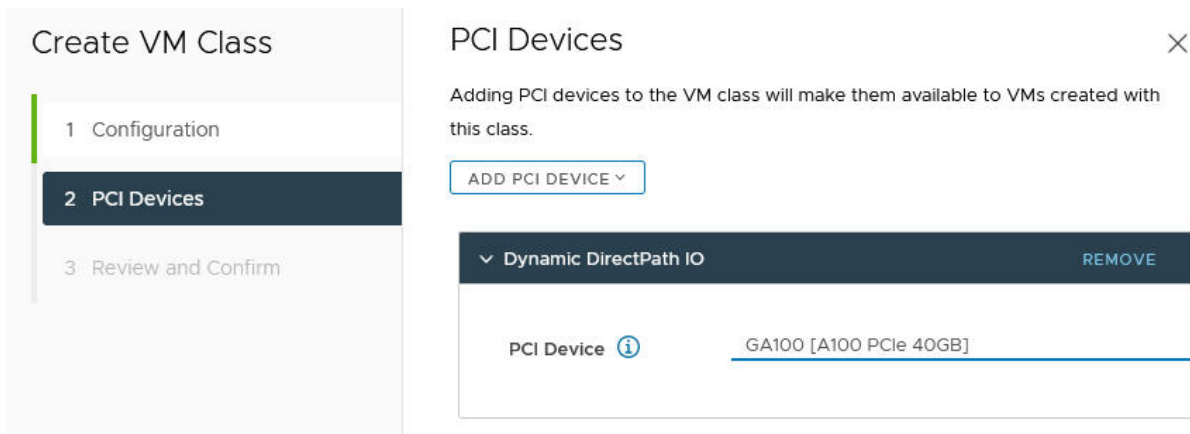 Create VM Class
1 Configuration
2 PCI Devices
3 Review and Confirm
PCI Devices
Adding PCI devices to the VM class will make them available to VMs created with
this class.
ADD PCI DEVICE
Dynamic DirectPath IO
REMOVE
PCI Device
GA100 [A100 PCIe 40GB]